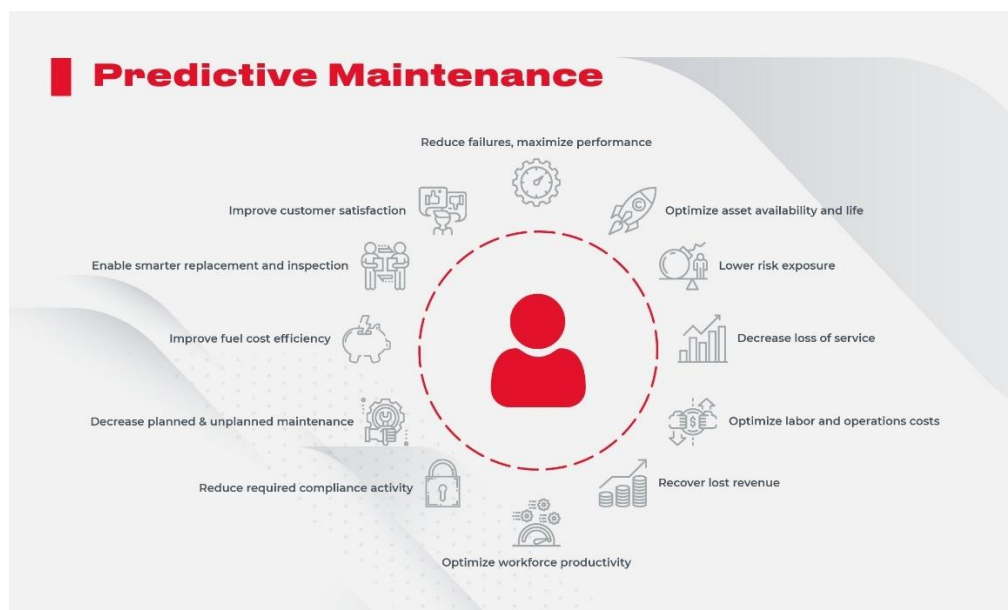 Predictive Maintenance
Reduce failures, maximize performance
Improve customer satisfaction
Optimize asset availability and life
Enable smarter replacement and inspection
Lower risk exposure
Improve fuel cost efficiency
Decrease loss of service
Decrease planned & unplanned maintenance
Optimize labor and operations costs
Reduce required compliance activity
Recover lost revenue
Optimize workforce productivity